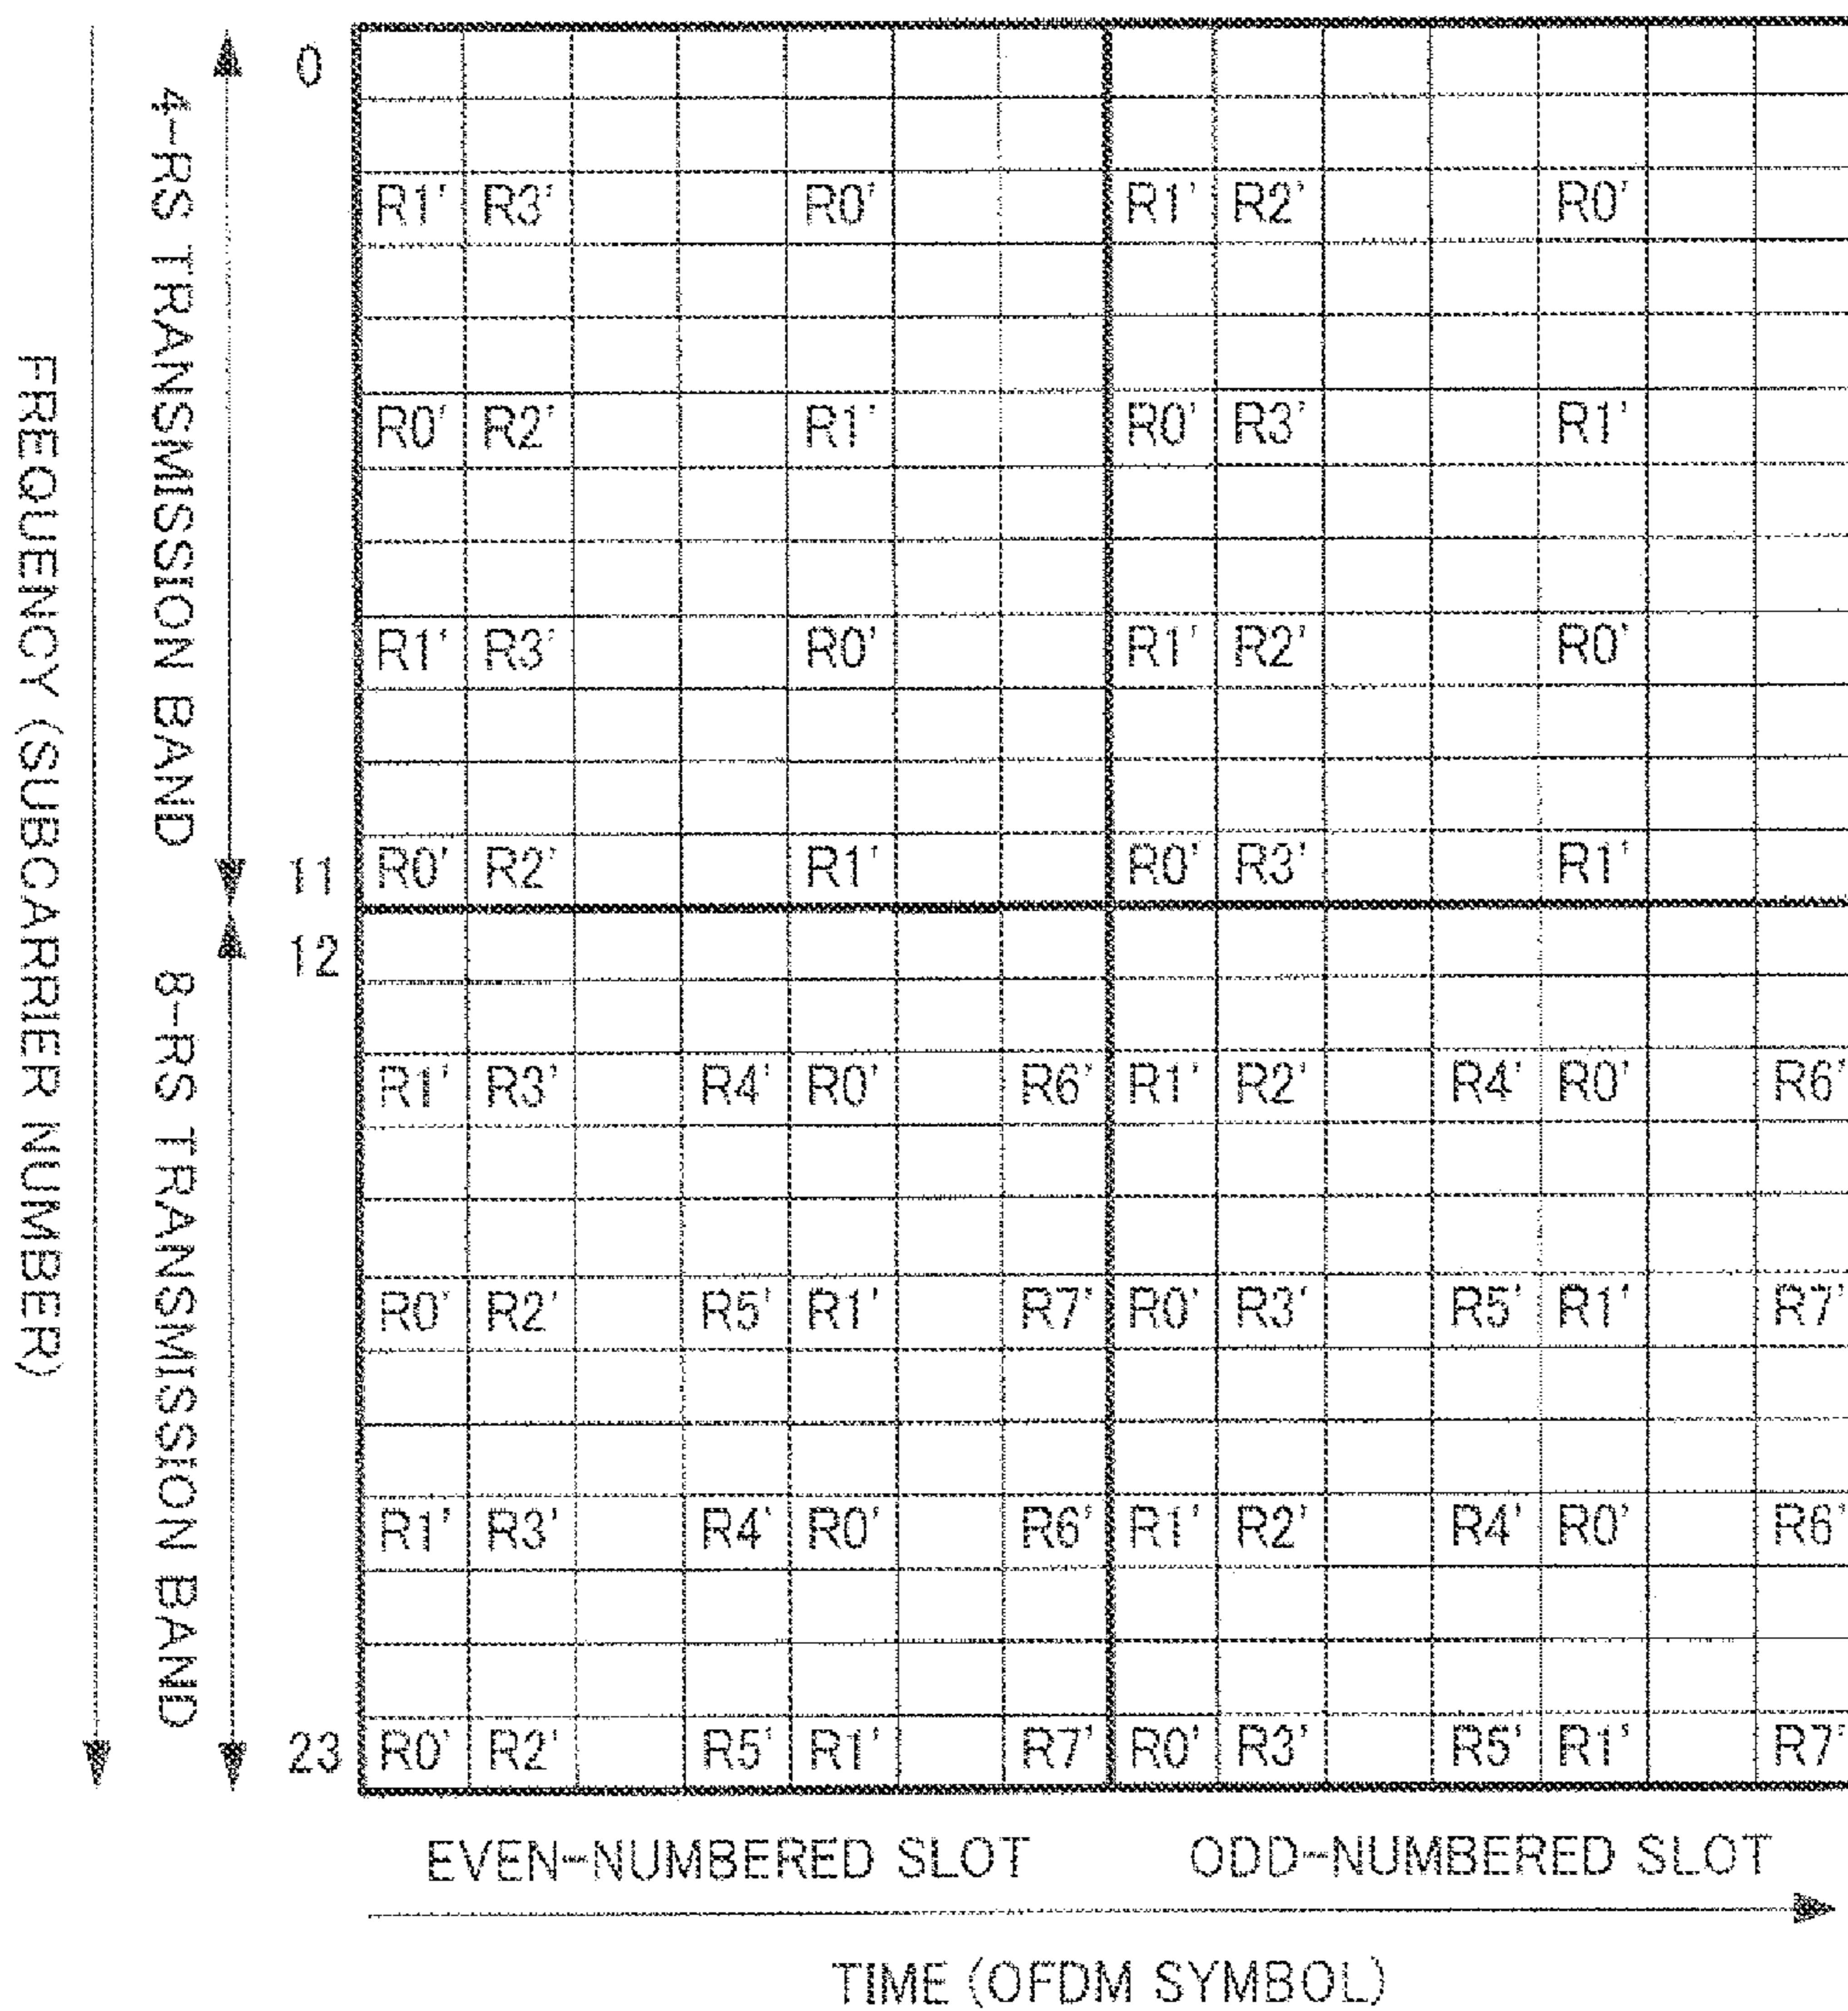 FREQUENCY (SUBCARRIER NUMBER)
4-RS TRANSMISSION BAND
8-RS TRANSMISSION BAND
0
R1' R3' R0' R1' R2' R0'
R0' R2' R1' R0' R3' R1'
R1' R3' R0' R1' R2' R0'
11 R0' R2' R1' R0' R3' R1'
12
R1' R3' R4' R0' R6' R1' R2' R4' R0' R6'
R0' R2' R5' R1' R7' R0' R3' R5' R1' R7'
R1' R3' R4' R0' R6' R1' R2' R4' R0' R6'
23 R0' R2' R5' R1' R7' R0' R3' R5' R1' R7'
EVEN-NUMBERED SLOT ODD-NUMBERED SLOT
TIME (OFDM SYMBOL)